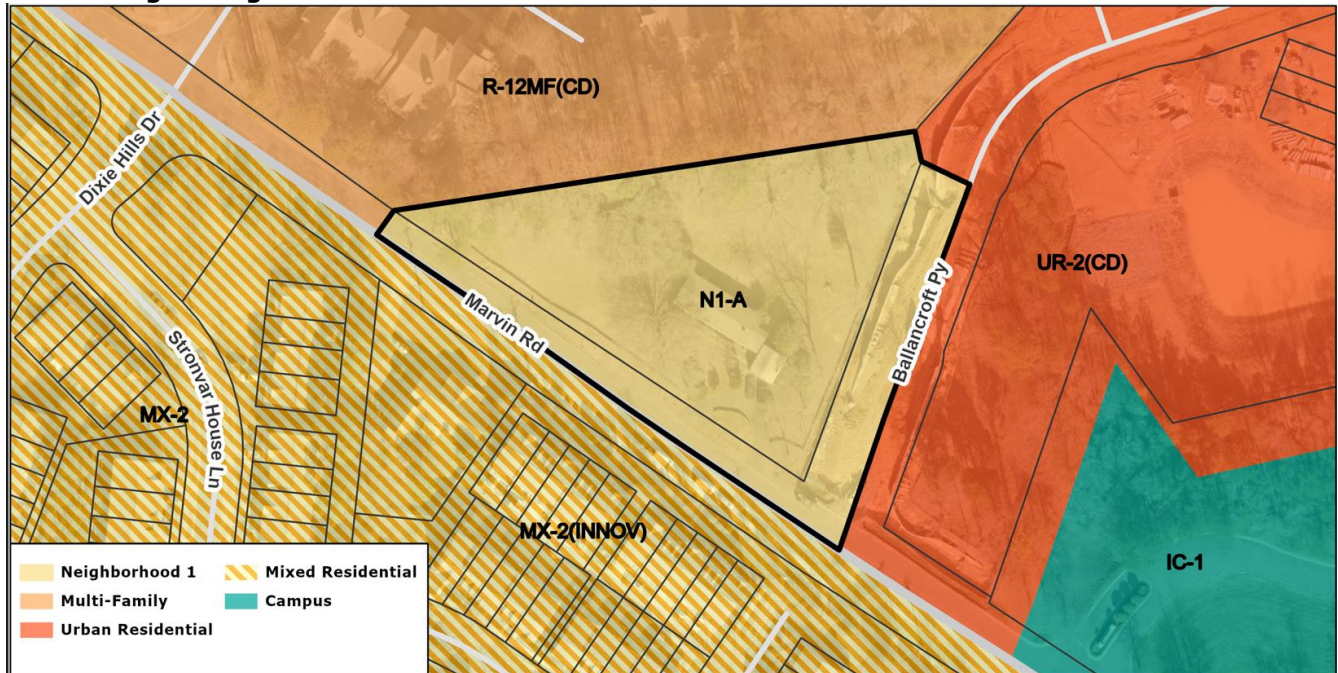 R-12MF(CD)
Dixie Hills Dr
UR-2(CD)
N1-A
Ballancroft Py
Marvin Rd
Stronvar House Ln
MX-2
MX-2(INNOV)
IC-1
Neighborhood 1
Multi-Family
Urban Residential
Mixed Residential
Campus